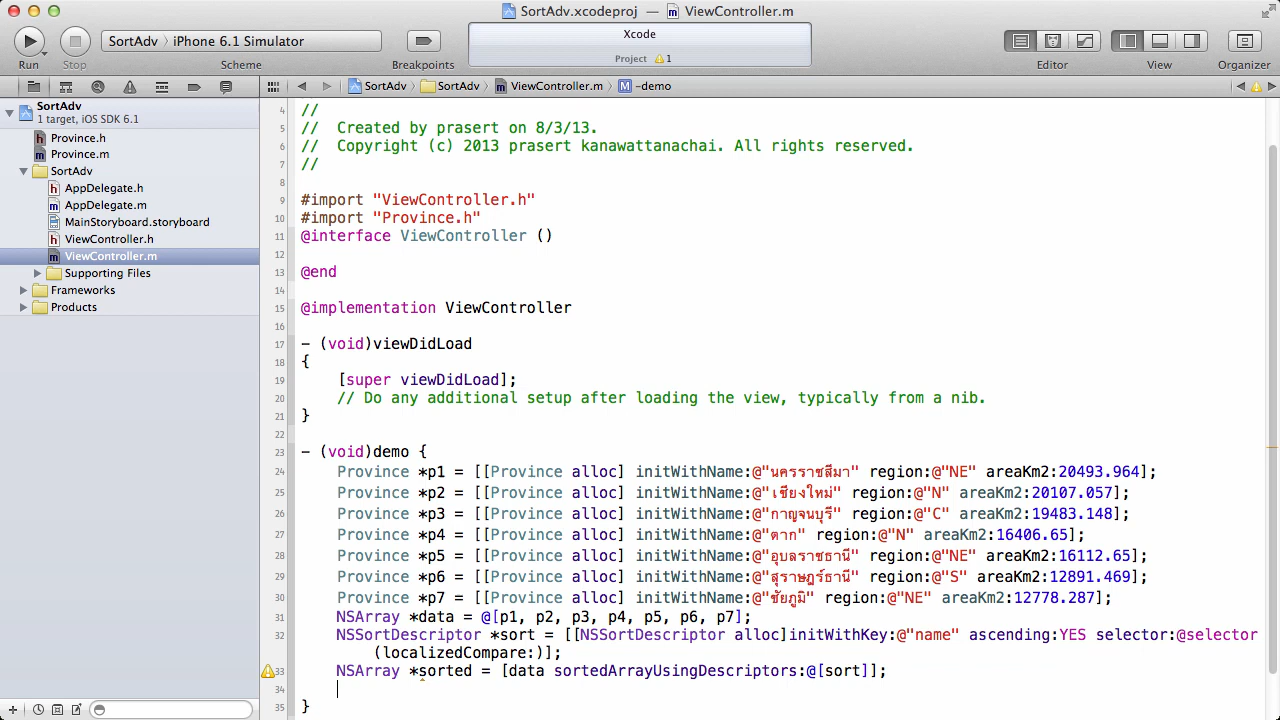 SortAdv.xcodeproj — ViewController.m
Run
Stop
SortAdv iPhone 6.1 Simulator
Scheme
Breakpoints
Xcode
Project 1
Editor
View
Organizer
SortAdv SortAdv ViewController.m M -demo
SortAdv
1 target, iOS SDK 6.1
Province.h
Province.m
SortAdv
AppDelegate.h
AppDelegate.m
MainStoryboard.storyboard
ViewController.h
ViewController.m
Supporting Files
Frameworks
Products
4 //
5 // Created by prasert on 8/3/13.
6 // Copyright (c) 2013 prasert kanawattanachai. All rights reserved.
7 //
8
9 #import "ViewController.h"
10 #import "Province.h"
11 @interface ViewController ()
12
13 @end
14
15 @implementation ViewController
16
17 - (void)viewDidLoad
18 {
19 [super viewDidLoad];
20 // Do any additional setup after loading the view, typically from a nib.
21 }
22
23 - (void)demo {
24 Province *p1 = [[Province alloc] initWithName:@"นครราชสีมา" region:@"NE" areaKm2:20493.964];
25 Province *p2 = [[Province alloc] initWithName:@"เชียงใหม่" region:@"N" areaKm2:20107.057];
26 Province *p3 = [[Province alloc] initWithName:@"กาญจนบุรี" region:@"C" areaKm2:19483.148];
27 Province *p4 = [[Province alloc] initWithName:@"ตาก" region:@"N" areaKm2:16406.65];
28 Province *p5 = [[Province alloc] initWithName:@"อุบลราชธานี" region:@"NE" areaKm2:16112.65];
29 Province *p6 = [[Province alloc] initWithName:@"สุราษฎร์ธานี" region:@"S" areaKm2:12891.469];
30 Province *p7 = [[Province alloc] initWithName:@"ชัยภูมิ" region:@"NE" areaKm2:12778.287];
31 NSArray *data = @[p1, p2, p3, p4, p5, p6, p7];
32 NSSortDescriptor *sort = [[NSSortDescriptor alloc]initWithKey:@"name" ascending:YES selector:@selector
(localizedCompare:)];
33 NSArray *sorted = [data sortedArrayUsingDescriptors:@[sort]];
34
35 }